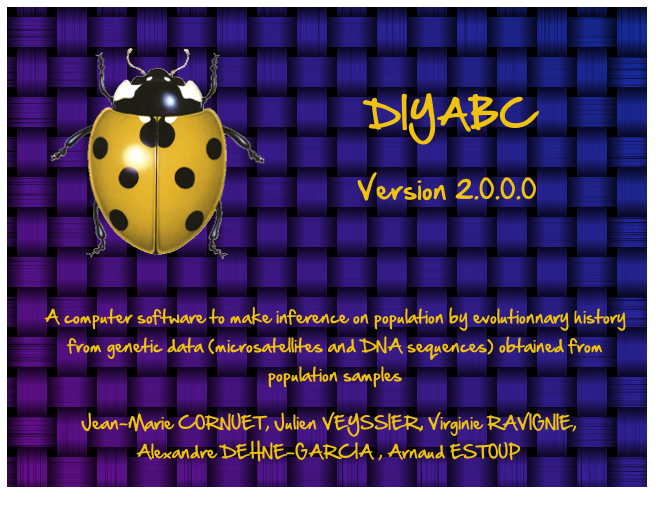 DIYABC
Version 2.0.0.0
A computer software to make inference on population by evolutionnary history
from genetic data (microsatellites and DNA sequences) obtained from
population samples
Jean-Marie CORNUET, Julien VEYSSIER, Virginie RAVIGNIE,
Alexandre DEHNE-GARCIA , Arnaud ESTOUP